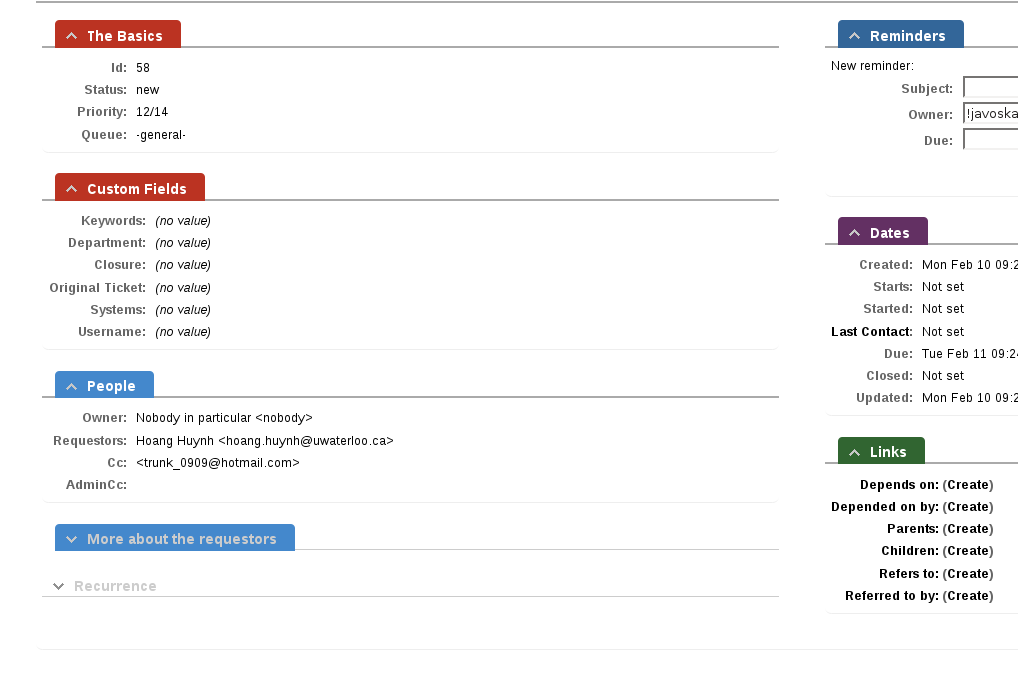 The Basics
Id: 58
Status: new
Priority: 12/14
Queue: -general-
Custom Fields
Keywords: (no value)
Department: (no value)
Closure: (no value)
Original Ticket: (no value)
Systems: (no value)
Username: (no value)
People
Owner: Nobody in particular <nobody>
Requestors: Hoang Huynh <hoang.huynh@uwaterloo.ca>
Cc: <trunk_0909@hotmail.com>
AdminCc:
More about the requestors
Recurrence
Reminders
New reminder:
Subject:
Owner: !javoska
Due:
Dates
Created: Mon Feb 10 09:2
Starts: Not set
Started: Not set
Last Contact: Not set
Due: Tue Feb 11 09:24
Closed: Not set
Updated: Mon Feb 10 09:2
Links
Depends on: (Create)
Depended on by: (Create)
Parents: (Create)
Children: (Create)
Refers to: (Create)
Referred to by: (Create)